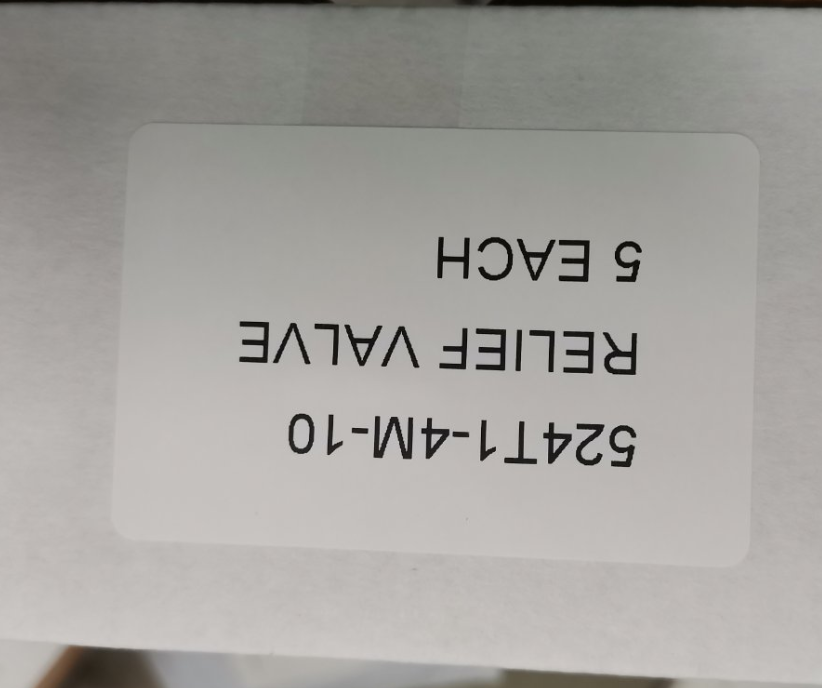 524T1-4M-10
RELIEF VALVE
5 EACH